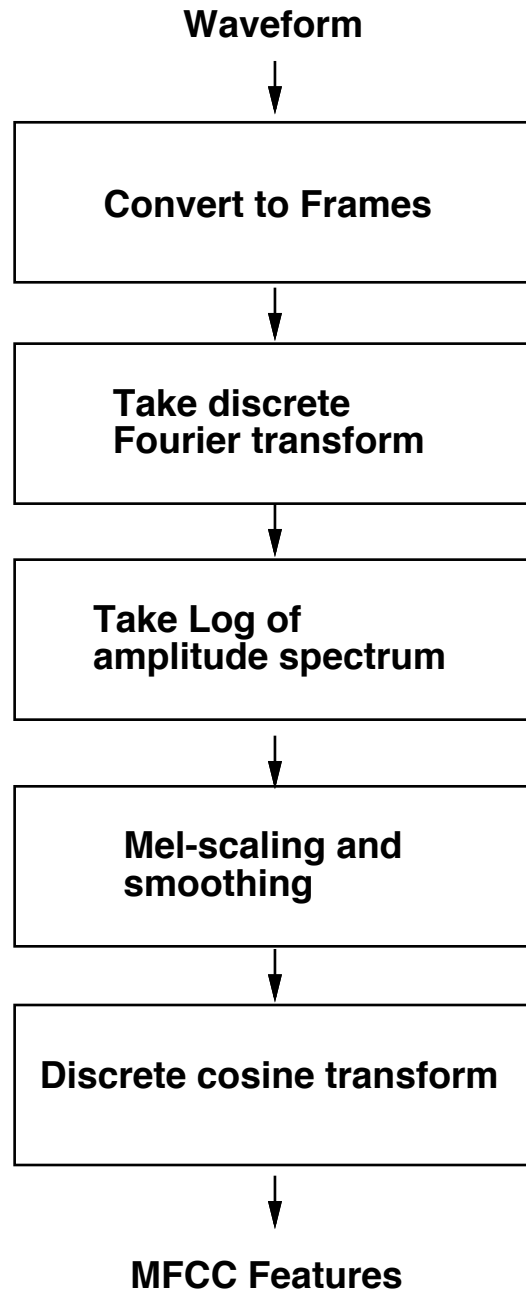 Waveform
Convert to Frames
Take discrete
Fourier transform
Take Log of
amplitude spectrum
Mel-scaling and
smoothing
Discrete cosine transform
MFCC Features